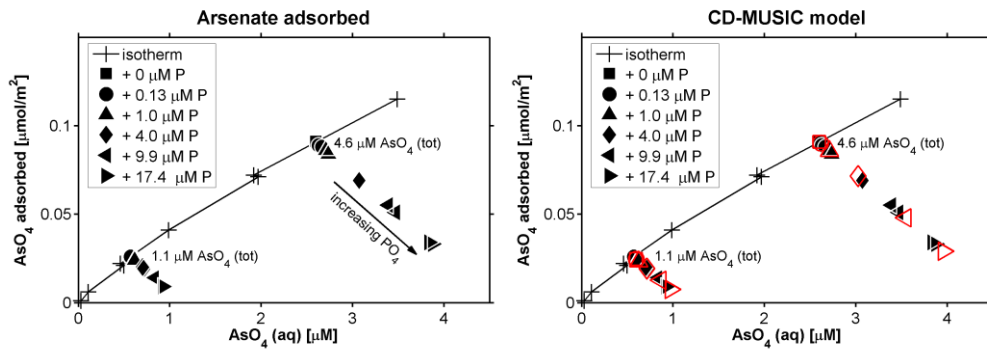 Arsenate adsorbed
AsO4 adsorbed [μmol/m²]
0.1
0.05
0
isotherm
+ 0 μM P
+ 0.13 μM P
+ 1.0 μM P
+ 4.0 μM P
+ 9.9 μM P
+ 17.4 μM P
4.6 μM AsO4 (tot)
increasing PO4
1.1 μM AsO4 (tot)
0 1 2 3 4
AsO4 (aq) [μM]
CD-MUSIC model
AsO4 adsorbed [μmol/m²]
0.1
0.05
0
isotherm
+ 0 μM P
+ 0.13 μM P
+ 1.0 μM P
+ 4.0 μM P
+ 9.9 μM P
+ 17.4 μM P
4.6 μM AsO4 (tot)
1.1 μM AsO4 (tot)
0 1 2 3 4
AsO4 (aq) [μM]